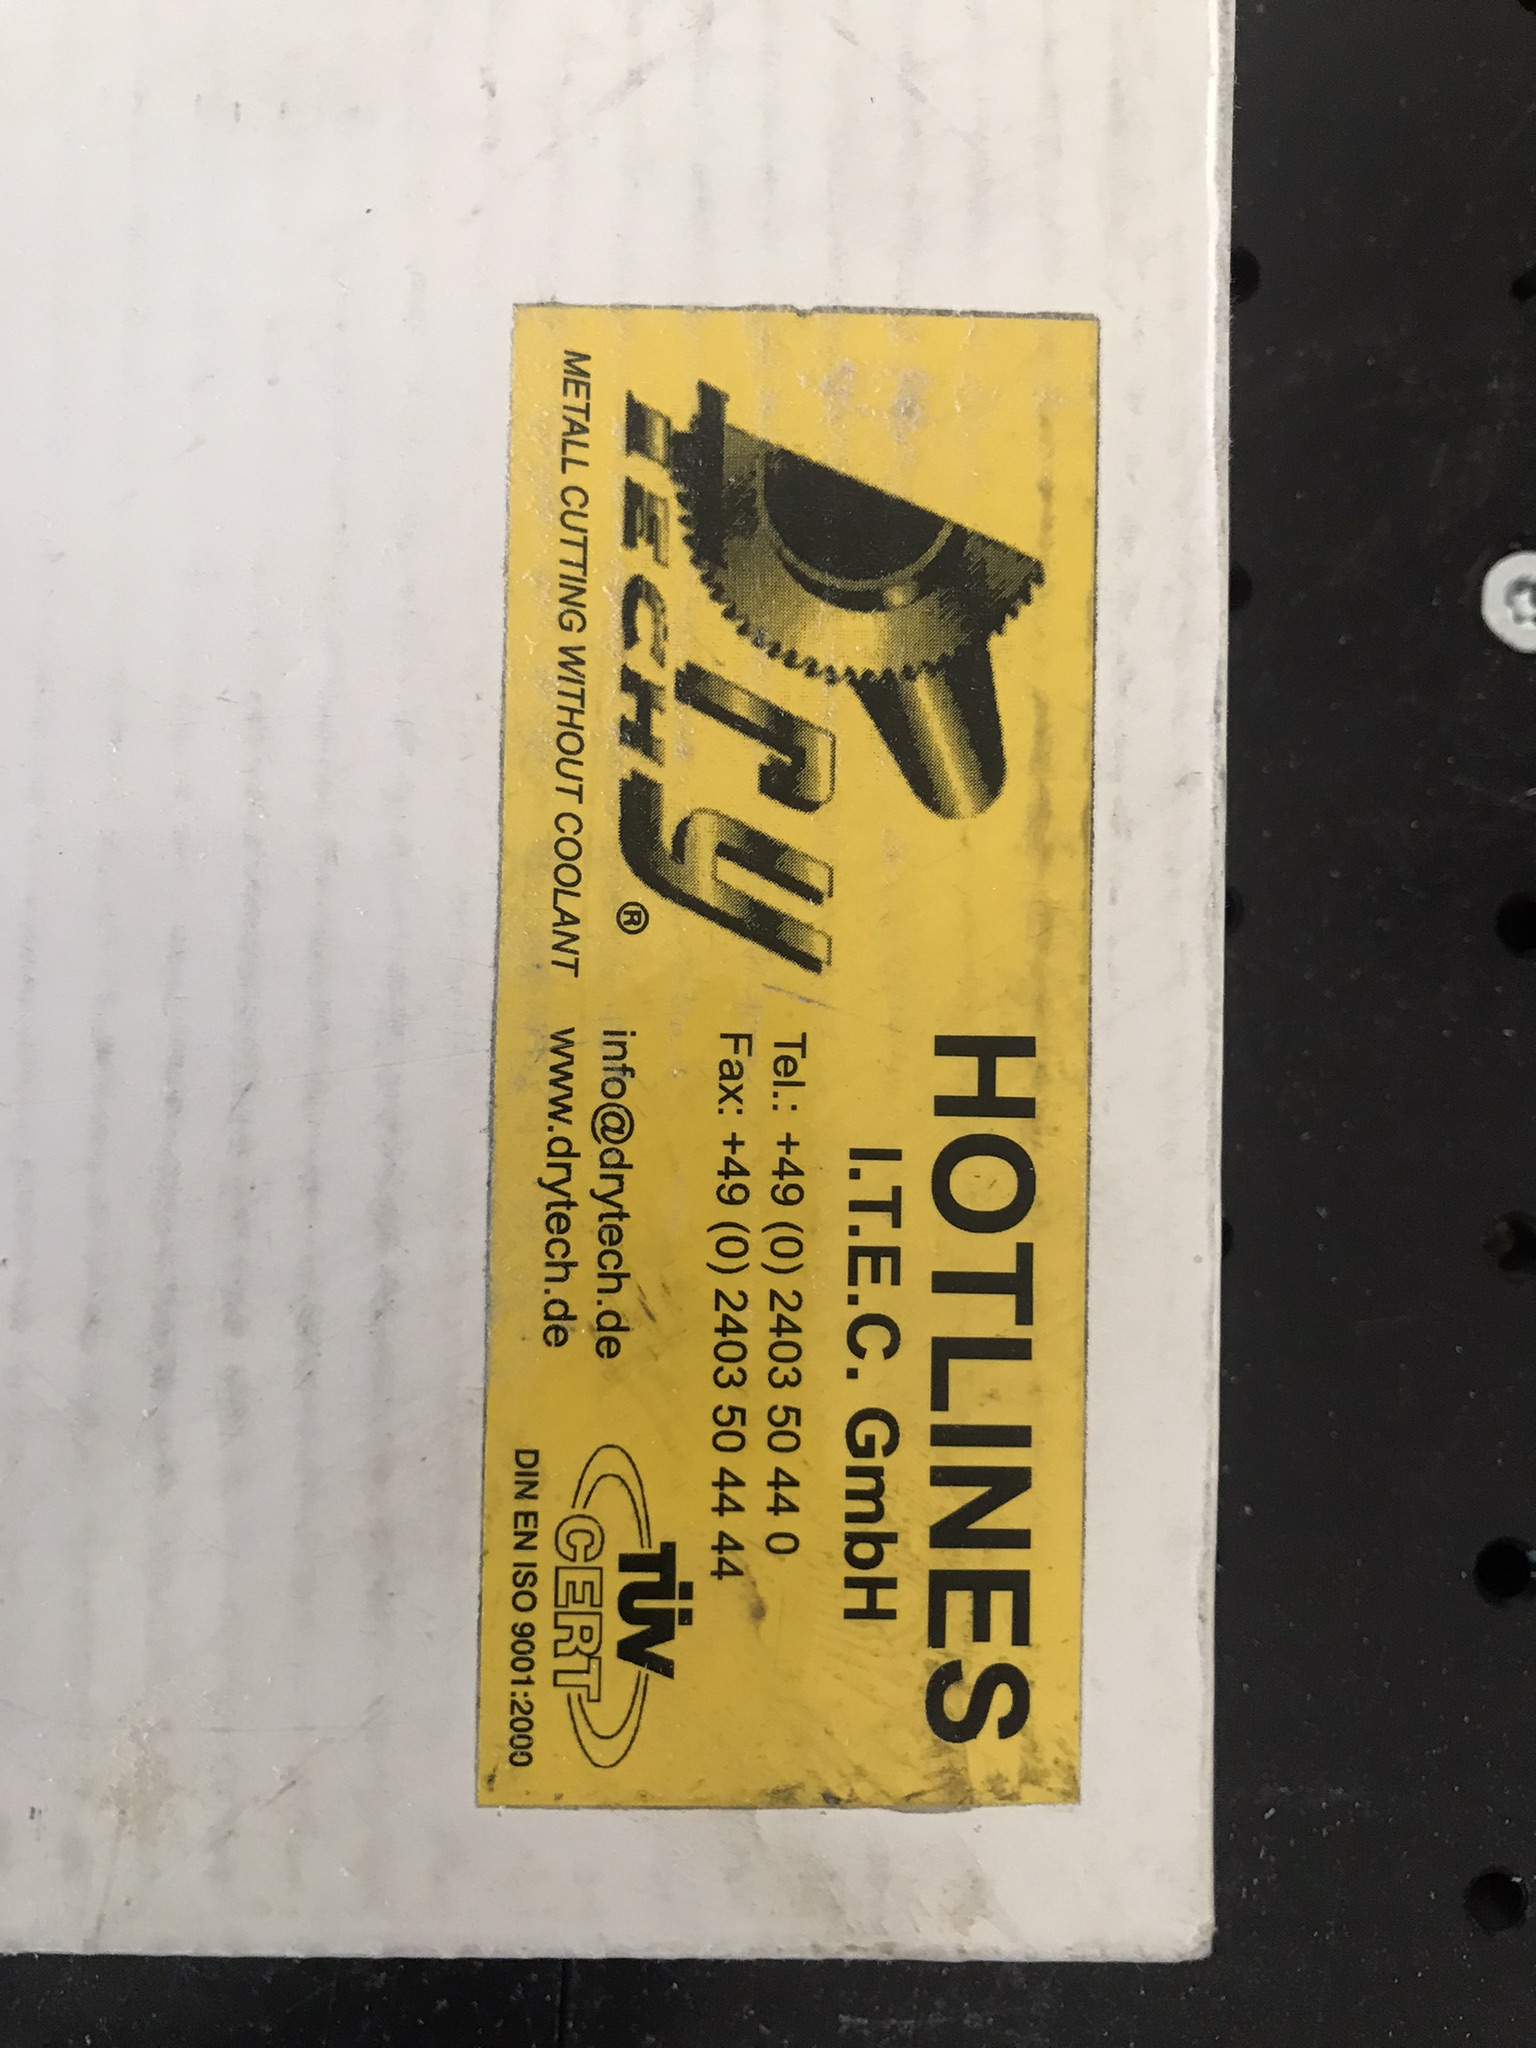 HOTLINES
I.T.E.C. GmbH
Tel.: +49 (0) 2403 50 44 0
Fax: +49 (0) 2403 50 44 44
info@drytech.de
www.drytech.de
Dry
TECH
®
METALL CUTTING WITHOUT COOLANT
TÜV
CERT
DIN EN ISO 9001:2000